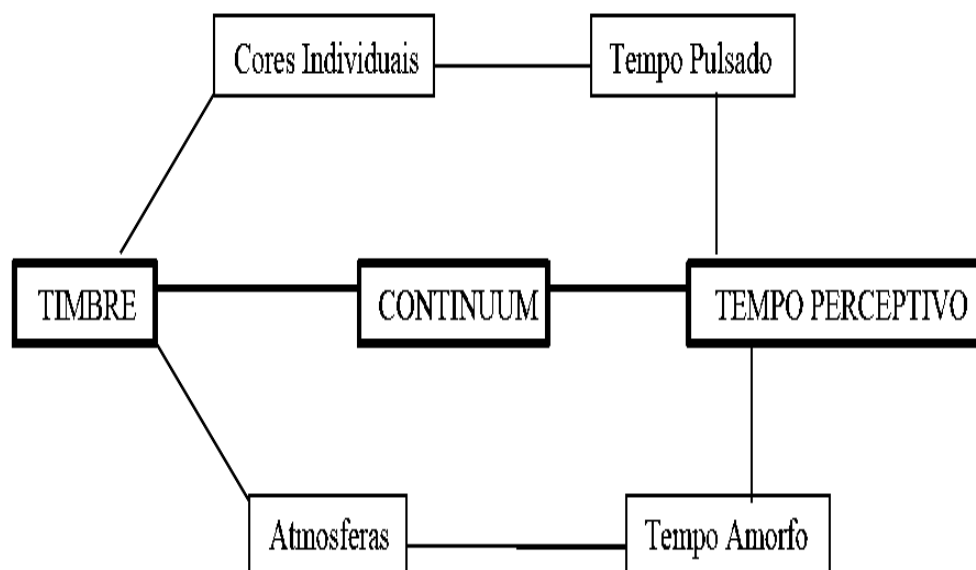 Cores Individuais
Tempo Pulsado
TIMBRE
CONTINUUM
TEMPO PERCEPTIVO
Atmosferas
Tempo Amorfo